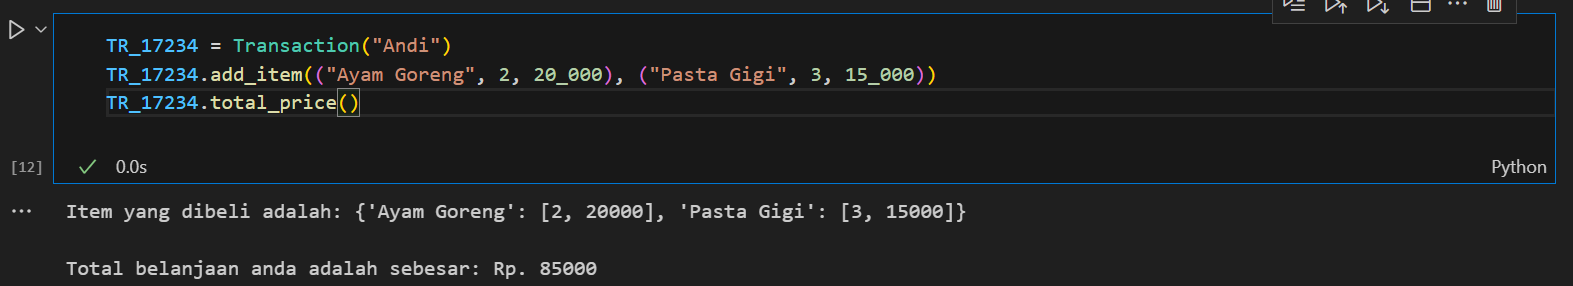 TR_17234 = Transaction("Andi")
TR_17234.add_item(("Ayam Goreng", 2, 20_000), ("Pasta Gigi", 3, 15_000))
TR_17234.total_price()
[12]
0.0s
Python
Item yang dibeli adalah: {'Ayam Goreng': [2, 20000], 'Pasta Gigi': [3, 15000]}
Total belanjaan anda adalah sebesar: Rp. 85000